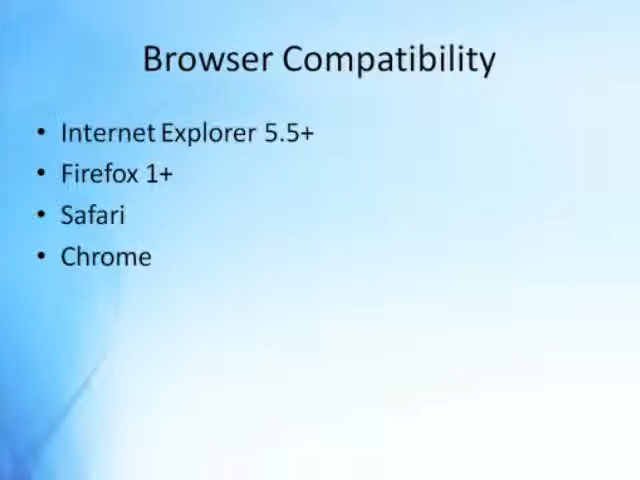 Browser Compatibility
• Internet Explorer 5.5+
• Firefox 1+
• Safari
• Chrome